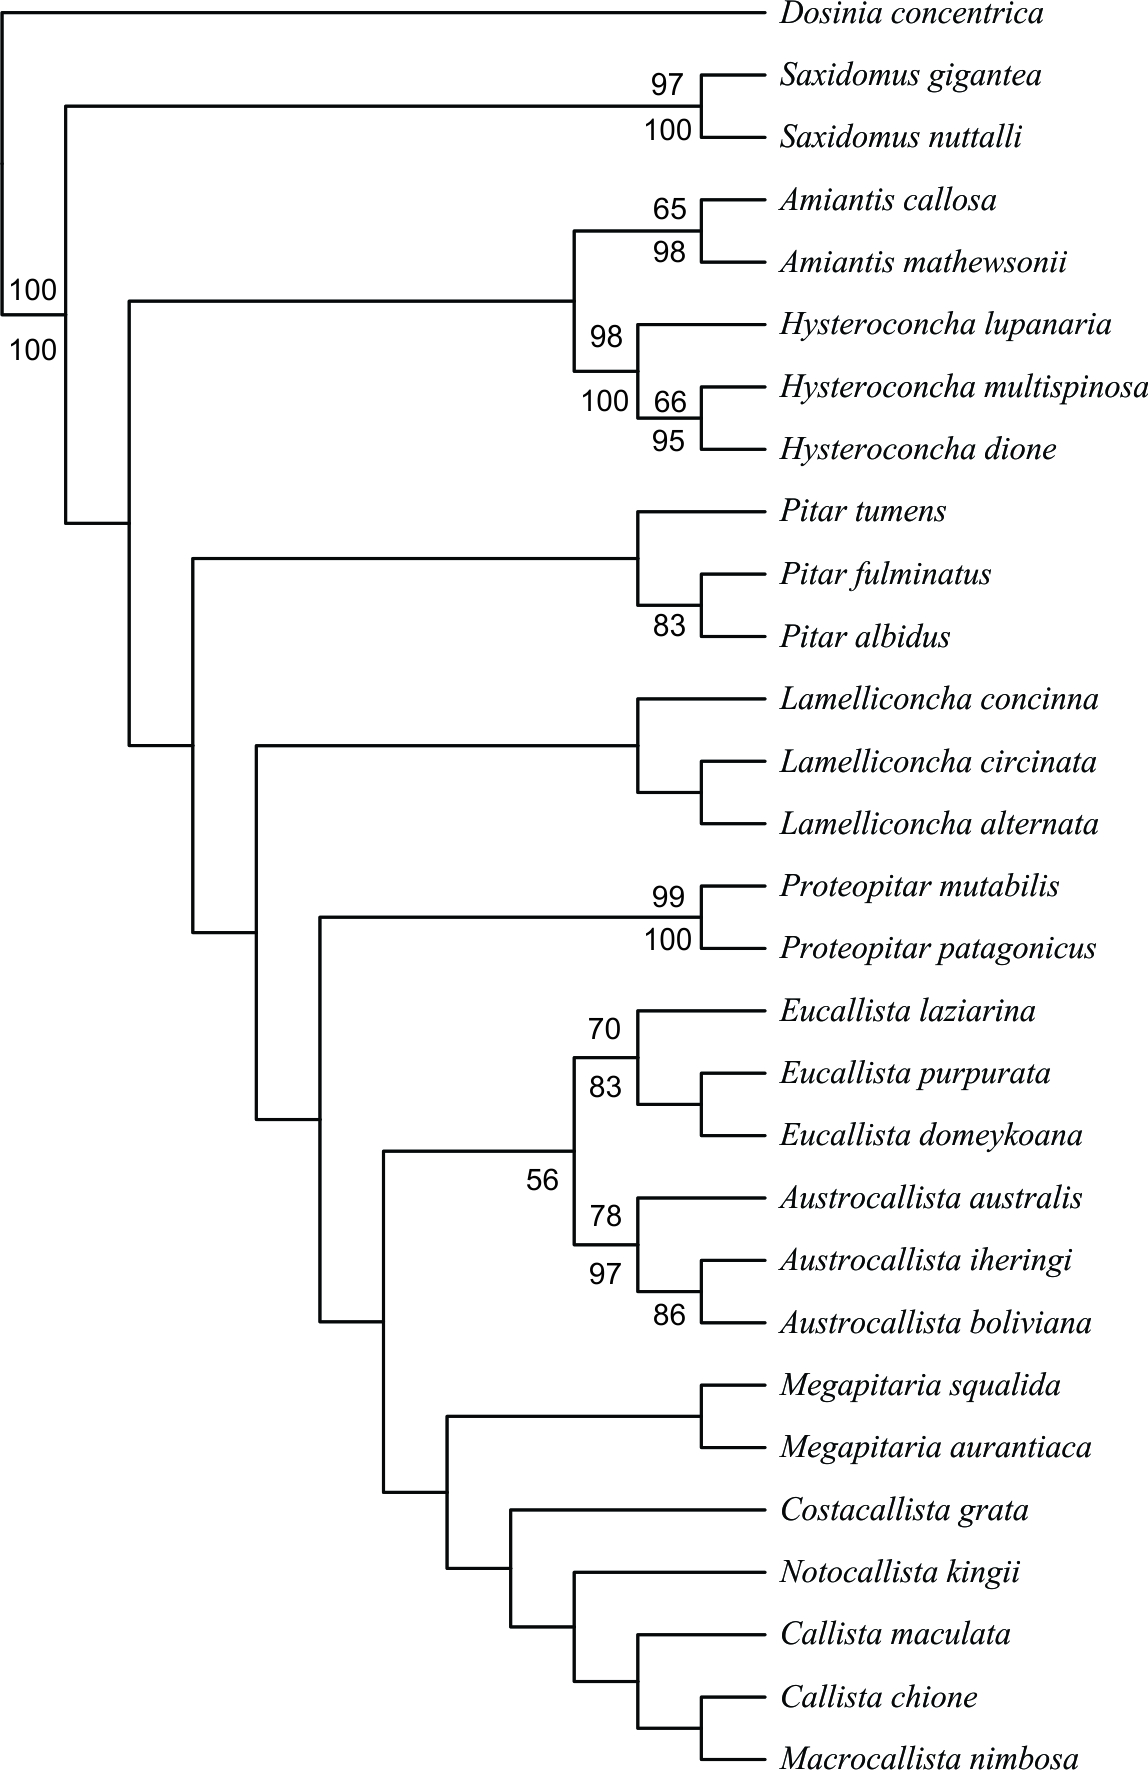 Dosinia concentrica
97
Saxidomus gigantea
100
Saxidomus nuttalli
65
Amiantis callosa
98
Amiantis mathewsonii
100
98
Hysteroconcha lupanaria
100
100
66
Hysteroconcha multispinosa
95
Hysteroconcha dione
Pitar tumens
Pitar fulminatus
83
Pitar albidus
Lamelliconcha concinna
Lamelliconcha circinata
Lamelliconcha alternata
99
Proteopitar mutabilis
100
Proteopitar patagonicus
70
Eucallista laziarina
83
Eucallista purpurata
Eucallista domeykoana
56
78
Austrocallista australis
97
Austrocallista iheringi
86
Austrocallista boliviana
Megapitaria squalida
Megapitaria aurantiaca
Costacallista grata
Notocallista kingii
Callista maculata
Callista chione
Macrocallista nimbosa